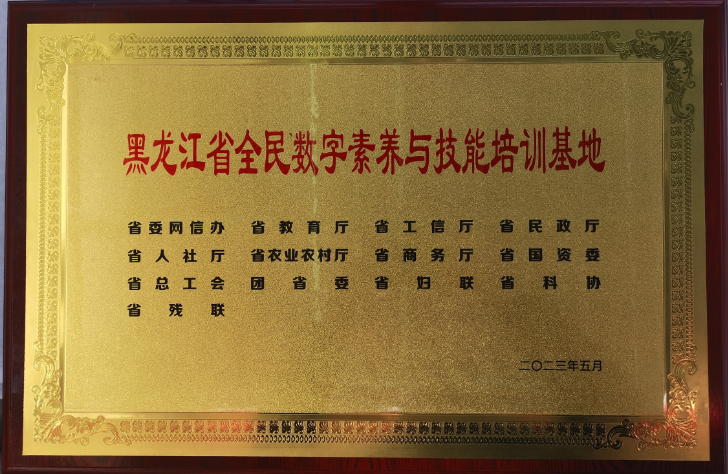 黑龙江省全民数字素养与技能培训基地
省委网信办 省教育厅 省工信厅 省民政厅
省人社厅 省农业农村厅 省商务厅 省国资委
省总工会 团省委 省妇联 省科协
省残联
二〇二三年五月